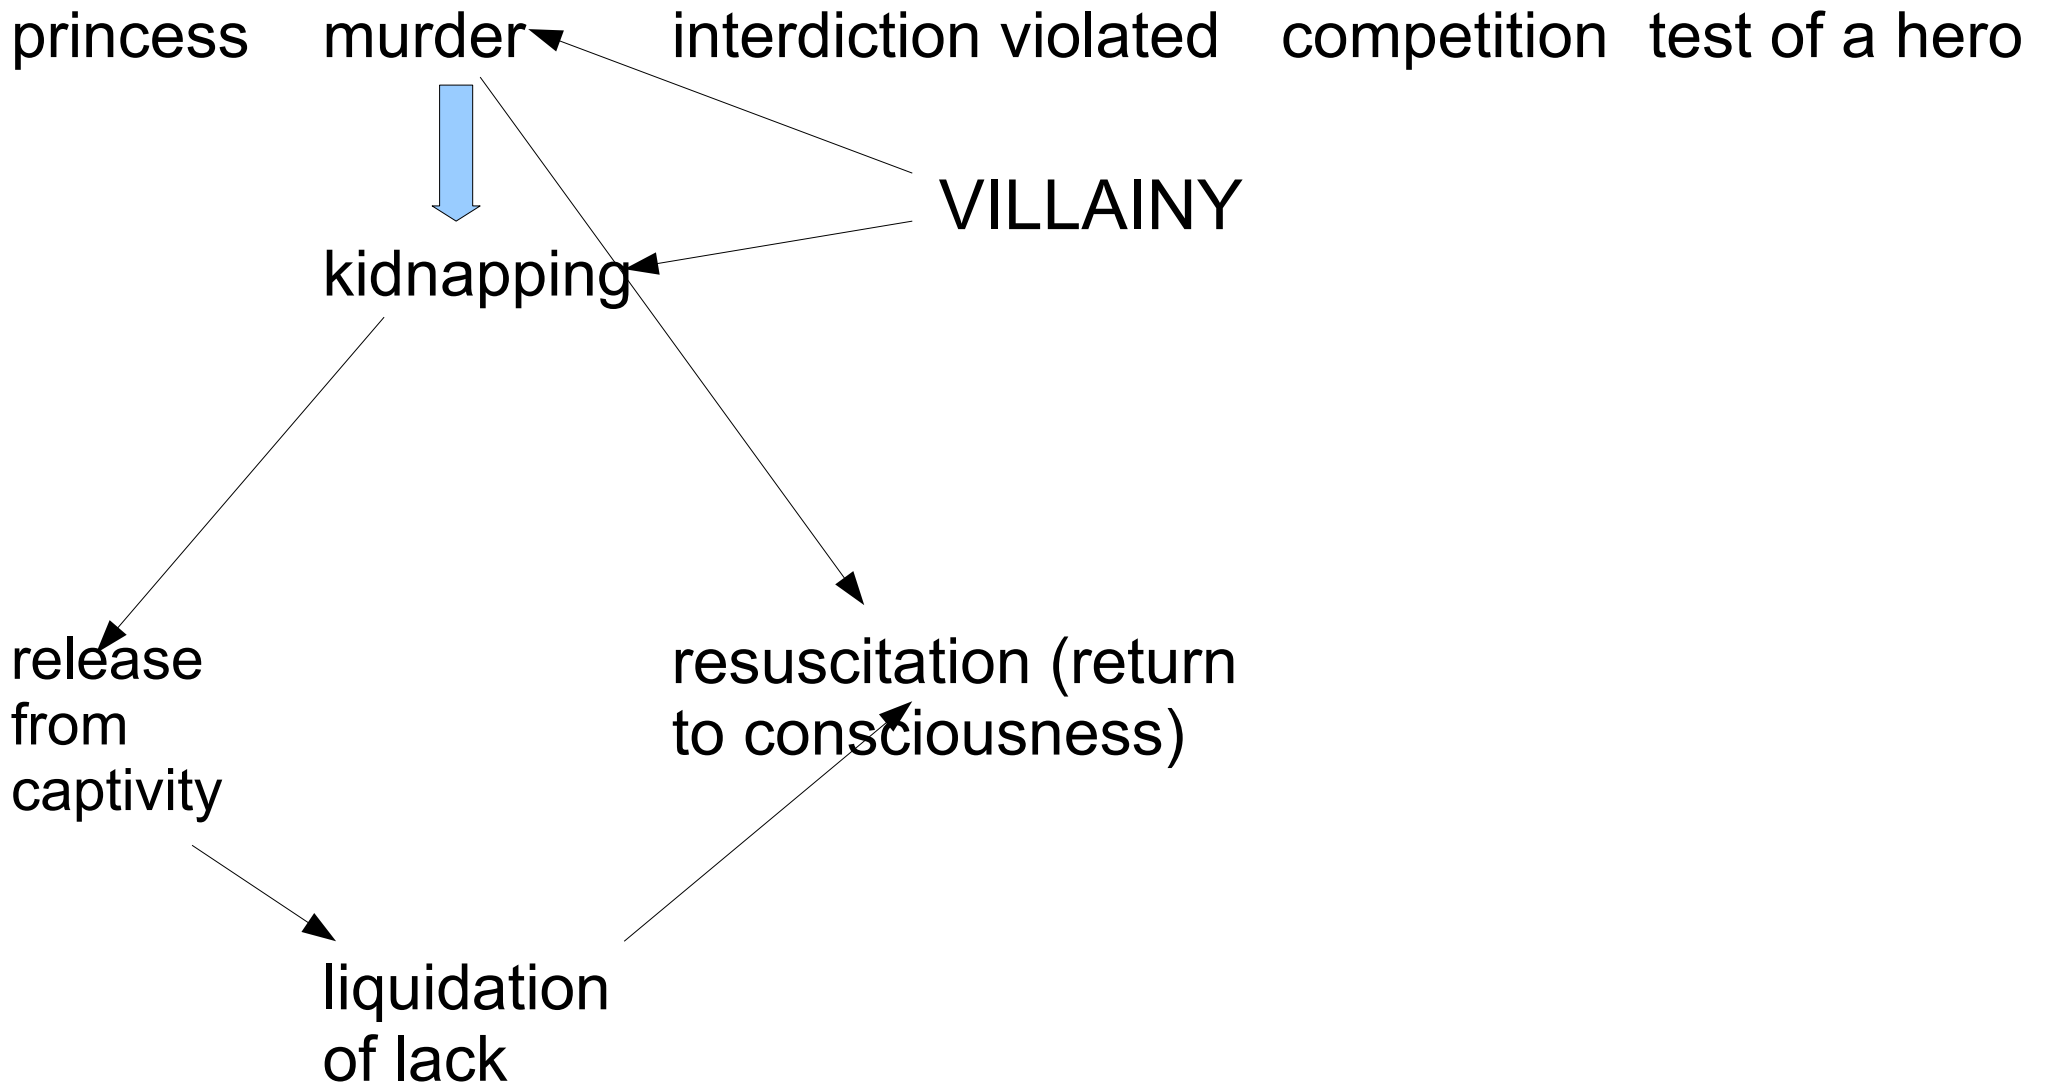 princess murder interdiction violated competition test of a hero
VILLAINY
kidnapping
release
from
captivity
resuscitation (return
to consciousness)
liquidation
of lack